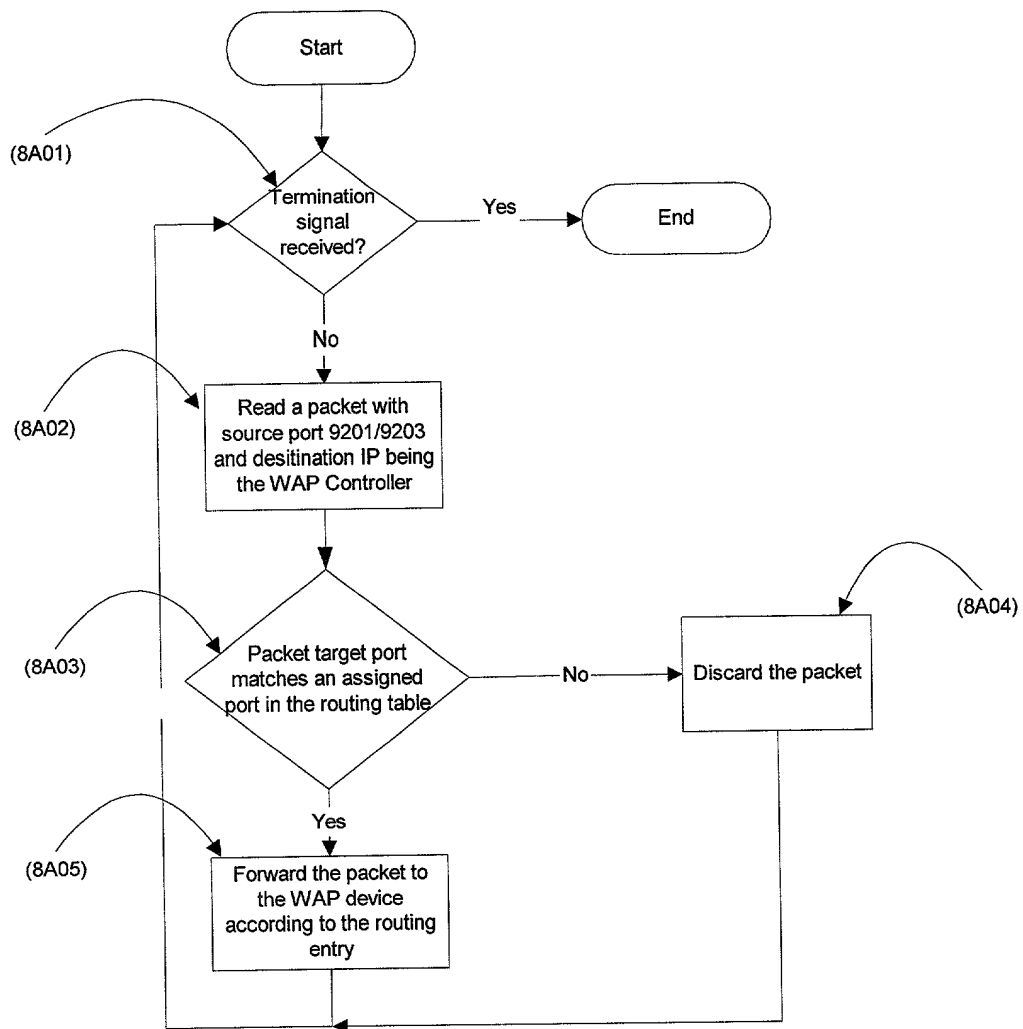 Start
(8A01)
Termination
signal
received?
Yes
End
No
(8A02)
Read a packet with
source port 9201/9203
and desitination IP being
the WAP Controller
(8A03)
Packet target port
matches an assigned
port in the routing table
No
Discard the packet
(8A04)
Yes
(8A05)
Forward the packet to
the WAP device
according to the routing
entry